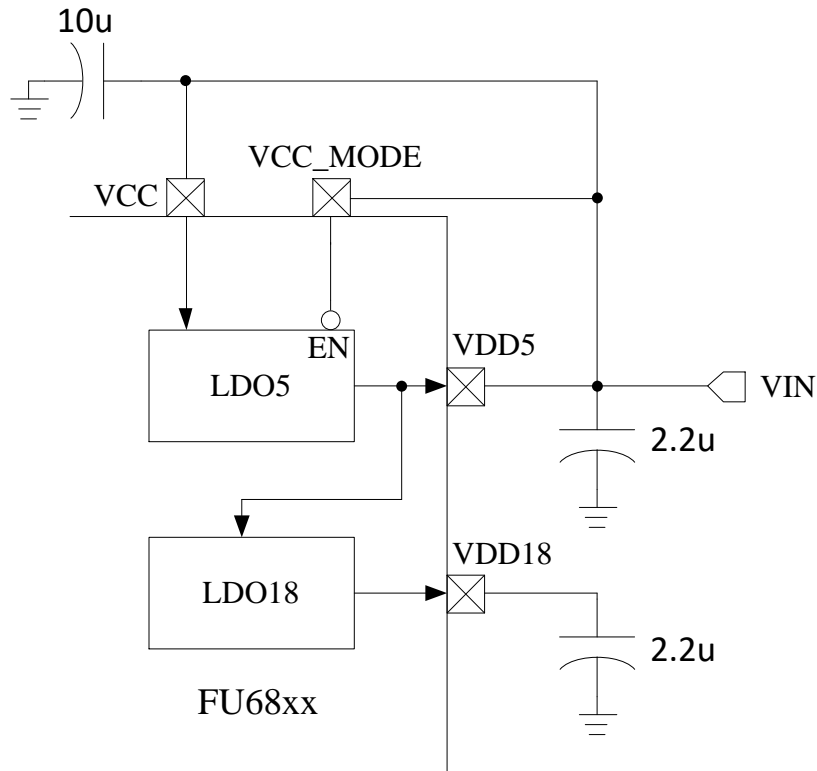 10u
VCC_MODE
VCC
EN
VDD5
LDO5
VIN
2.2u
VDD18
LDO18
2.2u
FU68xx